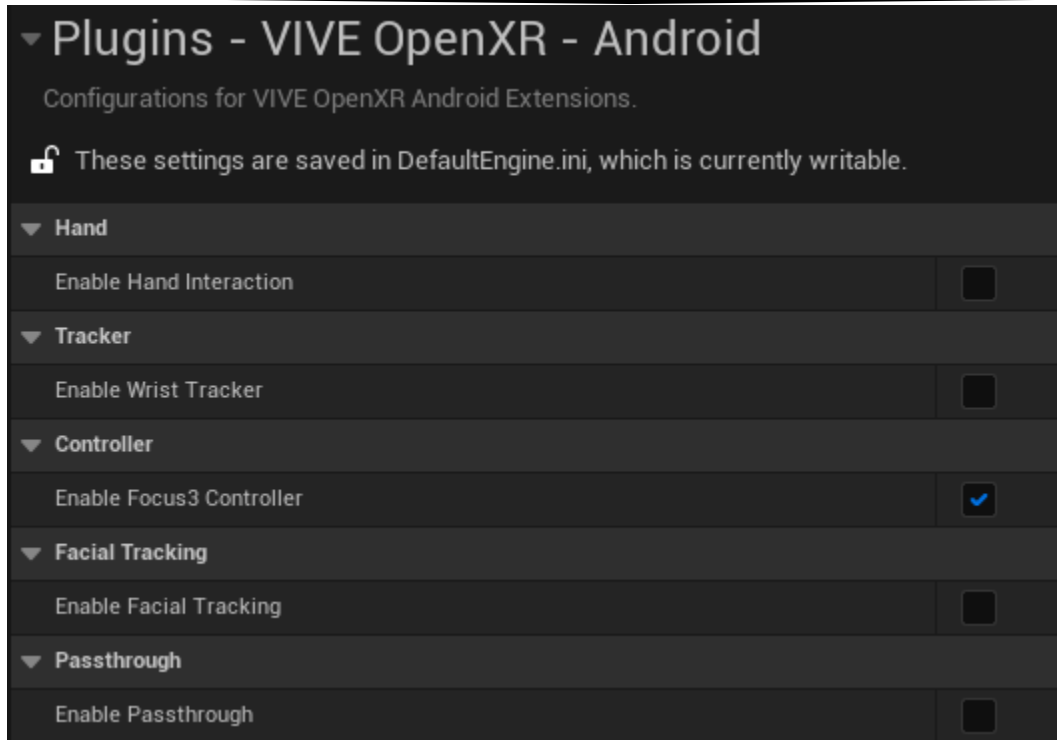 Plugins - VIVE OpenXR - Android
Configurations for VIVE OpenXR Android Extensions.
These settings are saved in DefaultEngine.ini, which is currently writable.
Hand
Enable Hand Interaction
Tracker
Enable Wrist Tracker
Controller
Enable Focus3 Controller
Facial Tracking
Enable Facial Tracking
Passthrough
Enable Passthrough